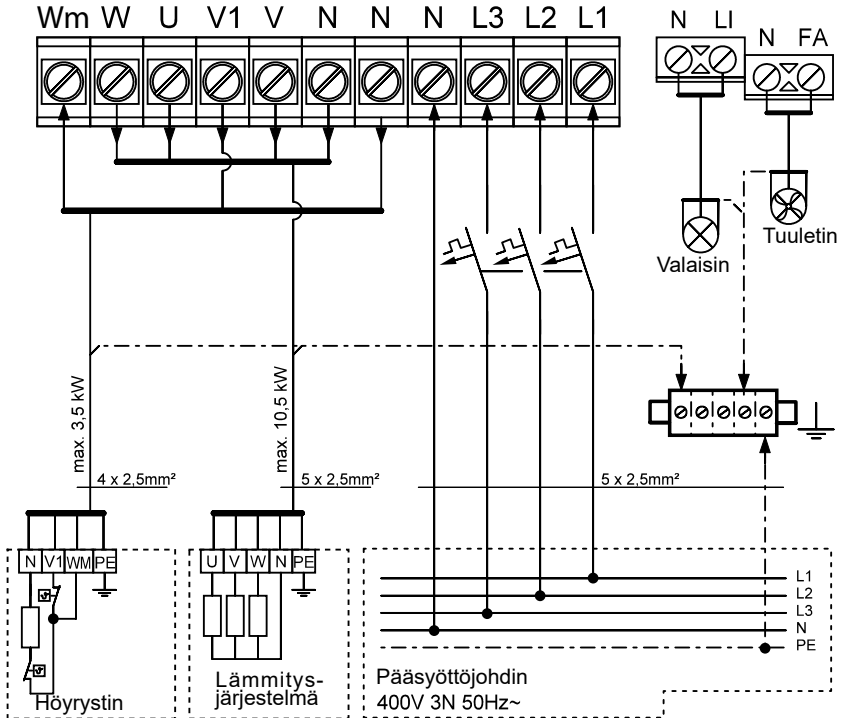 Wm W U V1 V N N N L3 L2 L1
N LI
N FA
Valaisin
Tuuletin
max. 3,5 kW
max. 10,5 kW
4 x 2,5mm²
5 x 2,5mm²
5 x 2,5mm²
N V1 WM PE
U V W N PE
L1
L2
L3
N
PE
Höyrystin
Lämmitys-
järjestelmä
Pääsyöttöjohdin
400V 3N 50Hz~